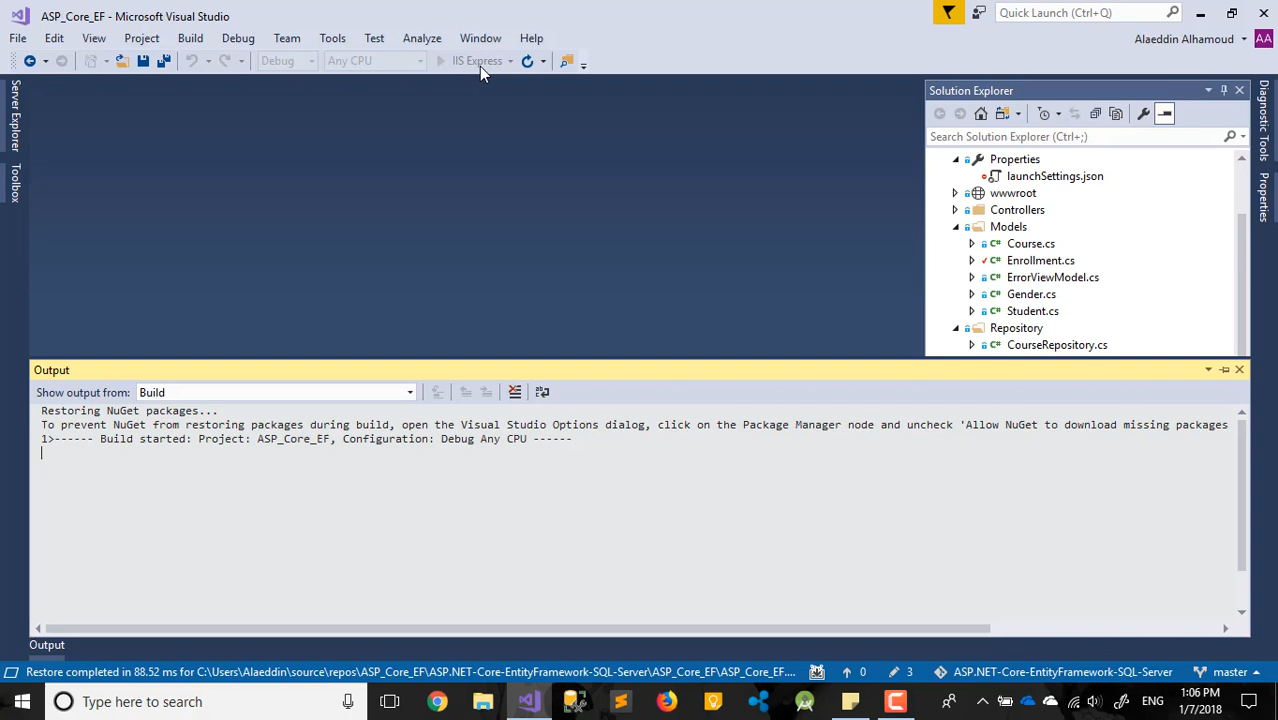 ASP_Core_EF - Microsoft Visual Studio
Quick Launch (Ctrl+Q)
File Edit View Project Build Debug Team Tools Test Analyze Window Help
Alaeddin Alhamoud AA
Debug Any CPU IIS Express
Server Explorer
Toolbox
Solution Explorer
Search Solution Explorer (Ctrl+;)
Properties
launchSettings.json
wwwroot
Controllers
Models
Course.cs
Enrollment.cs
ErrorViewModel.cs
Gender.cs
Student.cs
Repository
CourseRepository.cs
Diagnostic Tools
Properties
Output
Show output from: Build
Restoring NuGet packages...
To prevent NuGet from restoring packages during build, open the Visual Studio Options dialog, click on the Package Manager node and uncheck 'Allow NuGet to download missing packages
1>------ Build started: Project: ASP_Core_EF, Configuration: Debug Any CPU ------
Output
Restore completed in 88.52 ms for C:\Users\Alaeddin\source\repos\ASP_Core_EF\ASP.NET-Core-EntityFramework-SQL-Server\ASP_Core_EF\ASP_Core_EF.... 0 3 ASP.NET-Core-EntityFramework-SQL-Server master
Type here to search
ENG
1:06 PM
1/7/2018